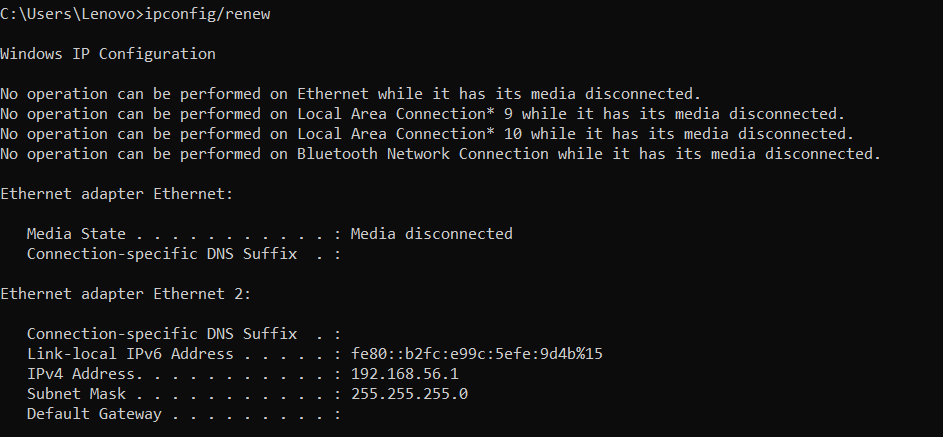 C:\Users\Lenovo>ipconfig/renew
Windows IP Configuration
No operation can be performed on Ethernet while it has its media disconnected.
No operation can be performed on Local Area Connection* 9 while it has its media disconnected.
No operation can be performed on Local Area Connection* 10 while it has its media disconnected.
No operation can be performed on Bluetooth Network Connection while it has its media disconnected.
Ethernet adapter Ethernet:
Media State . . . . . . . . . . . : Media disconnected
Connection-specific DNS Suffix  . :
Ethernet adapter Ethernet 2:
Connection-specific DNS Suffix  . :
Link-local IPv6 Address . . . . . : fe80::b2fc:e99c:5efe:9d4b%15
IPv4 Address. . . . . . . . . . . : 192.168.56.1
Subnet Mask . . . . . . . . . . . : 255.255.255.0
Default Gateway . . . . . . . . . :